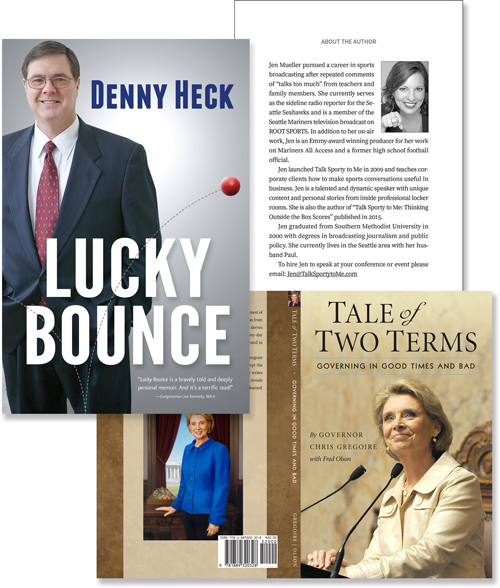 DENNY HECK
LUCKY
BOUNCE
"Lucky Bounce is a bravely told and deeply
personal memoir. And it's a terrific read!"
—Congressman Joe Kennedy, MA-4
ABOUT THE AUTHOR
Jen Mueller pursued a career in sports
broadcasting after repeated comments
of "talks too much" from teachers and
family members. She currently serves
as the sideline radio reporter for the Se-
attle Seahawks and is a member of the
Seattle Mariners television broadcast on
ROOT SPORTS. In addition to her on-air
work, Jen is an Emmy-award winning producer for her work
on Mariners All Access and a former high school football
official.
Jen launched Talk Sporty to Me in 2009 and teaches cor-
porate clients how to make sports conversations useful in
business. Jen is a talented and dynamic speaker with unique
content and personal stories from inside professional locker
rooms. She is also the author of "Talk Sporty to Me: Thinking
Outside the Box Scores" published in 2015.
Jen graduated from Southern Methodist University in
2000 with degrees in broadcasting journalism and public
policy. She currently lives in the Seattle area with her hus-
band Paul.
To hire Jen to speak at your conference or event please
email: Jen@TalkSportytoMe.com
TALE of TWO TERMS • GOVERNING IN GOOD TIMES AND BAD
GREGOIRE | OLSON
TALE of
TWO TERMS
GOVERNING IN GOOD TIMES AND BAD
By GOVERNOR
CHRIS GREGOIRE
with Fred Olson